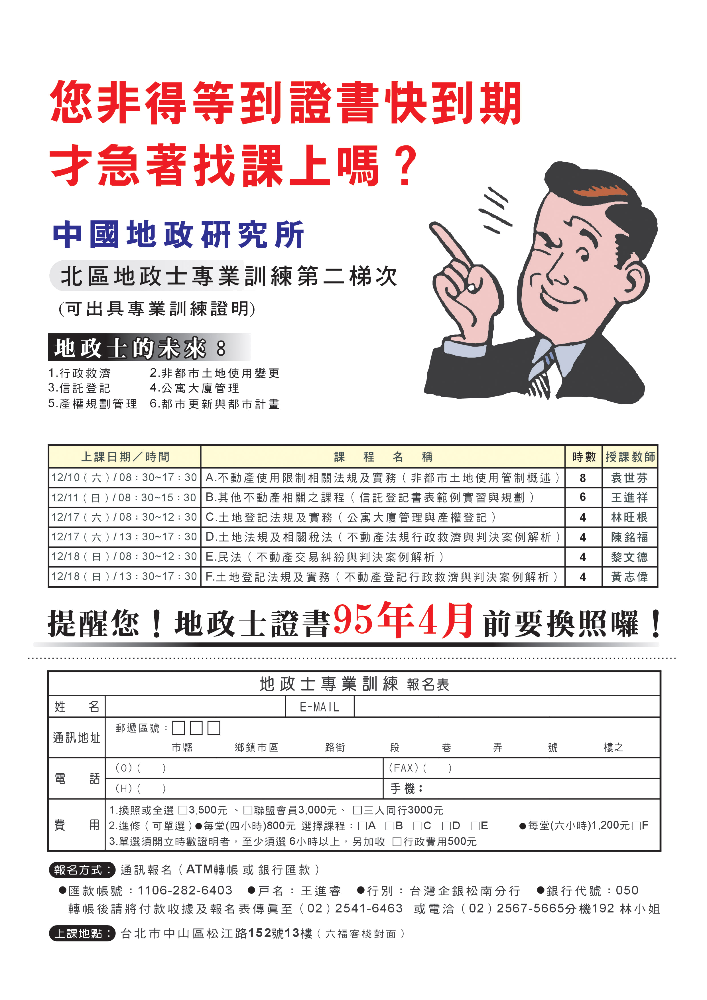 您非得等到證書快到期
才急著找課上嗎？
中國地政研究所
北區地政士專業訓練第二梯次
(可出具專業訓練證明)
地政士的未來：
1.行政救濟 2.非都市土地使用變更
3.信託登記 4.公寓大廈管理
5.產權規劃管理 6.都市更新與都市計畫
上課日期／時間 課程名稱 時數 授課教師
12/10（六）/08：30~17：30 A.不動產使用限制相關法規及實務（非都市土地使用管制概述） 8 袁世芬
12/11（日）/08：30~15：30 B.其他不動產相關之課程（信託登記書表範例實習與規劃） 6 王進祥
12/17（六）/08：30~12：30 C.土地登記法規及實務（公寓大廈管理與產權登記） 4 林旺根
12/17（六）/13：30~17：30 D.土地法規及相關稅法（不動產法規行政救濟與判決案例解析） 4 陳銘福
12/18（日）/08：30~12：30 E.民法（不動產交易糾紛與判決案例解析） 4 黎文德
12/18（日）/13：30~17：30 F.土地登記法規及實務（不動產登記行政救濟與判決案例解析） 4 黃志偉
提醒您！地政士證書95年4月前要換照囉！
地政士專業訓練 報名表
姓名 E-MAIL
通訊地址 郵遞區號：□□□
市縣 鄉鎮市區 路街 段 巷 弄 號 樓之
電話 (O)( ) (FAX)( )
(H)( ) 手機：
費用 1.換照或全選 □3,500元、□聯盟會員3,000元、 □三人同行3000元
2.進修（可單選）●每堂(四小時)800元 選擇課程：□A □B □C □D □E ●每堂(六小時)1,200元□F
3.單選須開立時數證明者，至少須選 6小時以上，另加收 □行政費用500元
報名方式： 通訊報名（ATM轉帳或銀行匯款）
●匯款帳號：1106-282-6403 ●戶名：王進睿 ●行別：台灣企銀松南分行 ●銀行代號：050
轉帳後請將付款收據及報名表傳真至（02）2541-6463 或電洽（02）2567-5665分機192 林小姐
上課地點： 台北市中山區松江路152號13樓（六福客棧對面）